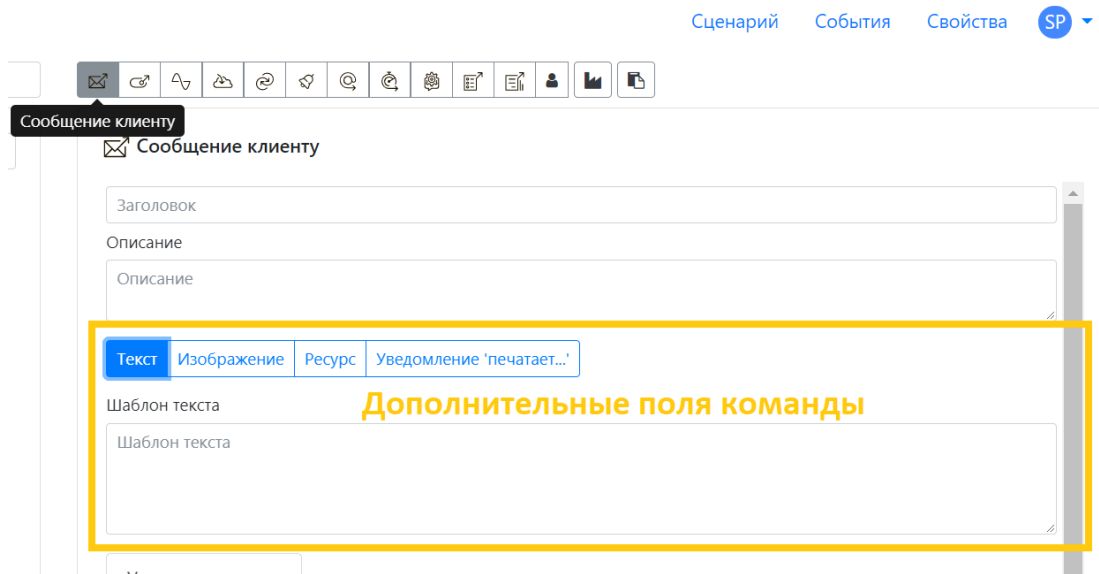 Сценарий События Свойства SP
Сообщение клиенту
Сообщение клиенту
Заголовок
Описание
Описание
Текст Изображение Ресурс Уведомление 'печатает...'
Шаблон текста Дополнительные поля команды
Шаблон текста